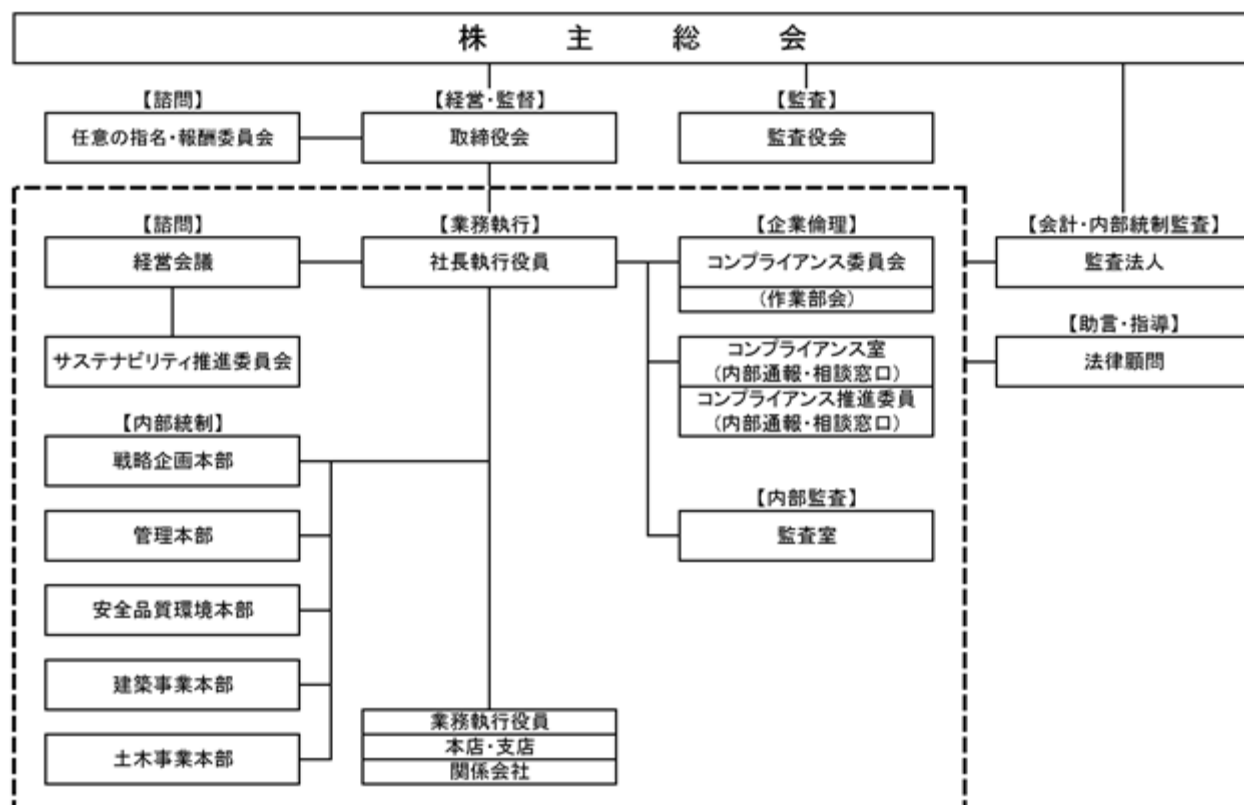 株主総会
【諮問】
任意の指名・報酬委員会
【経営・監督】
取締役会
【監査】
監査役会
【諮問】
経営会議
サステナビリティ推進委員会
【業務執行】
社長執行役員
【企業倫理】
コンプライアンス委員会
(作業部会)
コンプライアンス室
(内部通報・相談窓口)
コンプライアンス推進委員
(内部通報・相談窓口)
【内部監査】
監査室
【会計・内部統制監査】
監査法人
【助言・指導】
法律顧問
【内部統制】
戦略企画本部
管理本部
安全品質環境本部
建築事業本部
土木事業本部
業務執行役員
本店・支店
関係会社